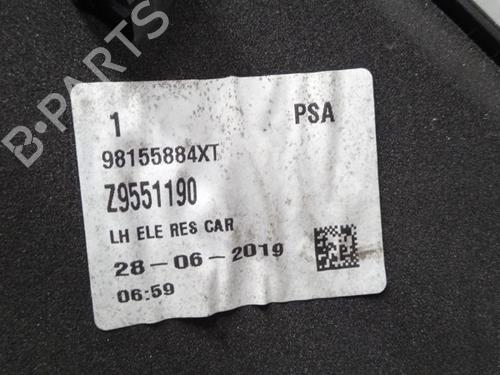 B-PARTS
1 PSA
98155884XT
Z9551190
LH ELE RES CAR
28-06-2019
06:59